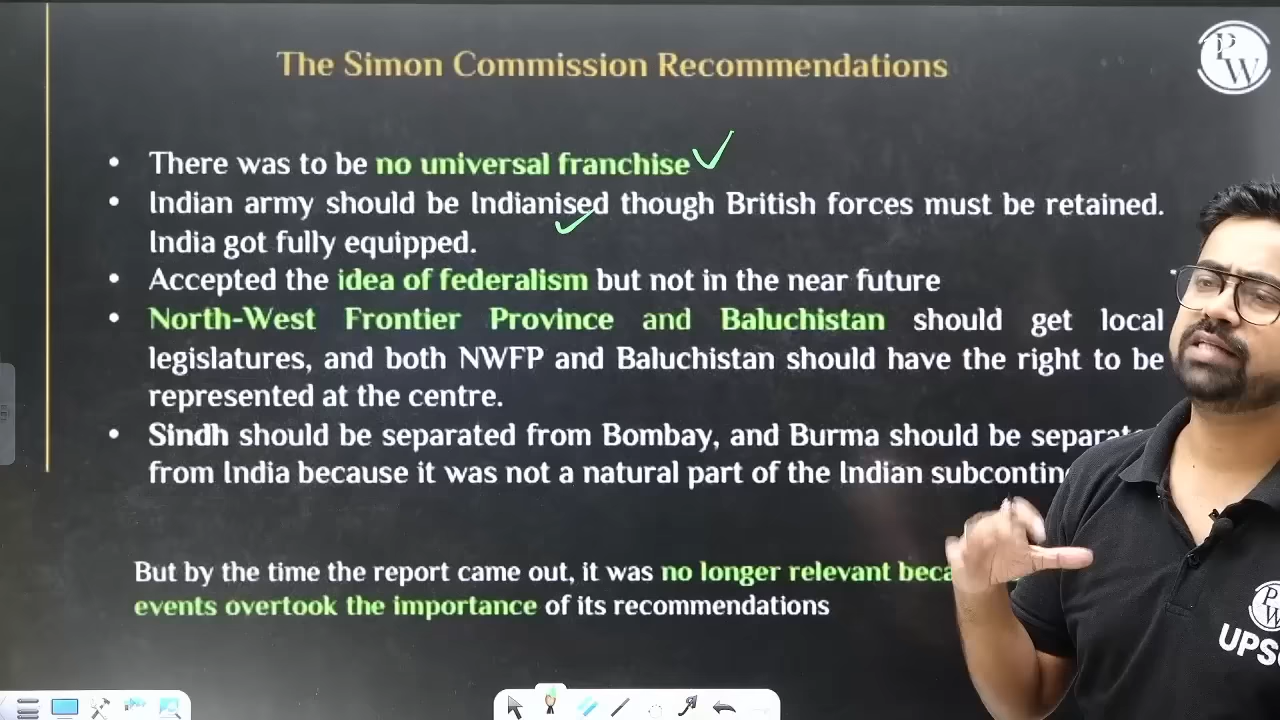 The Simon Commission Recommendations
PW
• There was to be no universal franchise
• Indian army should be Indianised though British forces must be retained.
India got fully equipped.
• Accepted the idea of federalism but not in the near future
• North-West Frontier Province and Baluchistan should get local
legislatures, and both NWFP and Baluchistan should have the right to be
represented at the centre.
• Sindh should be separated from Bombay, and Burma should be
from India because it was not a natural part of the Indian
But by the time the report came out, it was no longer relevant
events overtook the importance of its recommendations
PW